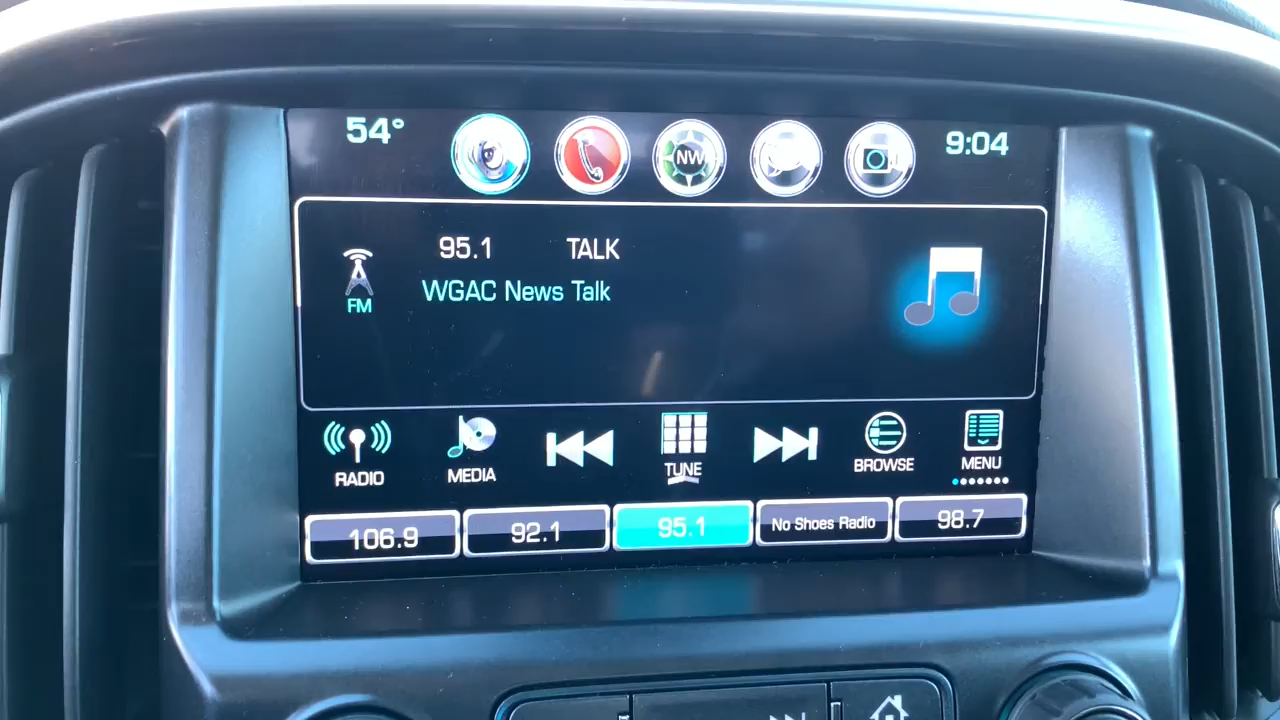 54° NW 9:04
95.1 TALK
FM WGAC News Talk
RADIO MEDIA TUNE BROWSE MENU
106.9 92.1 95.1 No Shoes Radio 98.7